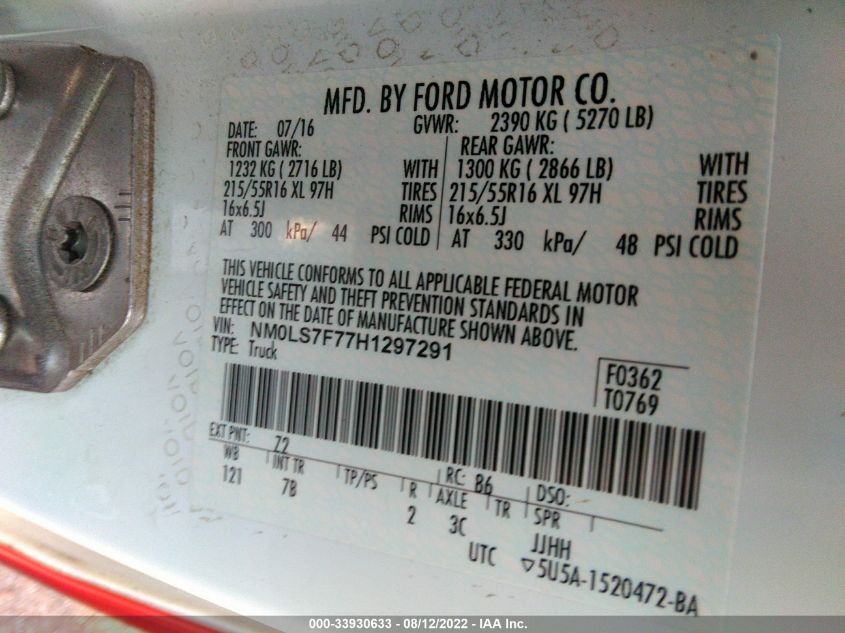 MFD. BY FORD MOTOR CO.
DATE: 07/16 GVWR: 2390 KG ( 5270 LB)
FRONT GAWR: REAR GAWR:
1232 KG ( 2716 LB) WITH 1300 KG ( 2866 LB) WITH
215/55R16 XL 97H TIRES 215/55R16 XL 97H TIRES
16x6.5J RIMS 16x6.5J RIMS
AT 300 kPa/ 44 PSI COLD AT 330 kPa/ 48 PSI COLD
THIS VEHICLE CONFORMS TO ALL APPLICABLE FEDERAL MOTOR
VEHICLE SAFETY AND THEFT PREVENTION STANDARDS IN
EFFECT ON THE DATE OF MANUFACTURE SHOWN ABOVE.
VIN: NM0LS7F77H1297291
TYPE: Truck
F0362
T0769
EXT PNT: Z2 RC: B6 DSO:
WB INT TR TP/PS R AXLE TR SPR
121 7B 2 3C JJHH
UTC ▽5U5A-1520472-BA
000-33930633 - 08/12/2022 - IAA Inc.